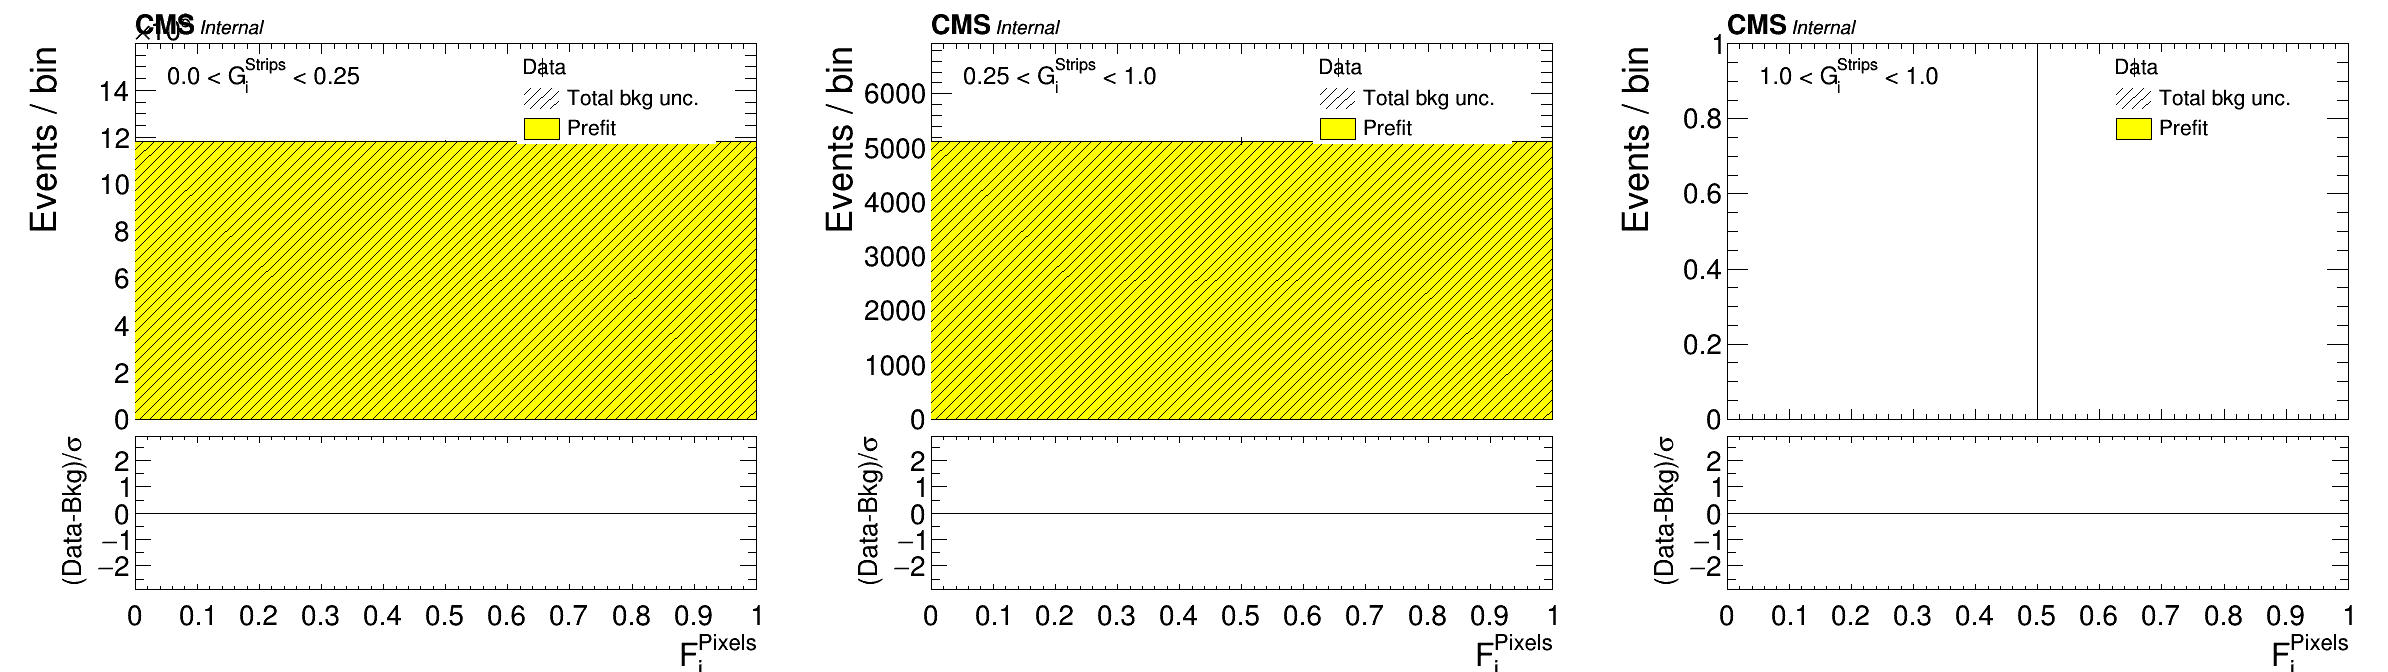 CMS Internal
×10
Events / bin
0.0 < G_i^Strips < 0.25
Data
Total bkg unc.
Prefit
14
12
10
8
6
4
2
0
(Data-Bkg)/σ
2
1
0
−1
−2
0 0.1 0.2 0.3 0.4 0.5 0.6 0.7 0.8 0.9 1
F_i^Pixels
CMS Internal
Events / bin
0.25 < G_i^Strips < 1.0
Data
Total bkg unc.
Prefit
6000
5000
4000
3000
2000
1000
0
(Data-Bkg)/σ
2
1
0
−1
−2
0 0.1 0.2 0.3 0.4 0.5 0.6 0.7 0.8 0.9 1
F_i^Pixels
CMS Internal
Events / bin
1.0 < G_i^Strips < 1.0
Data
Total bkg unc.
Prefit
1
0.8
0.6
0.4
0.2
0
(Data-Bkg)/σ
2
1
0
−1
−2
0 0.1 0.2 0.3 0.4 0.5 0.6 0.7 0.8 0.9 1
F_i^Pixels